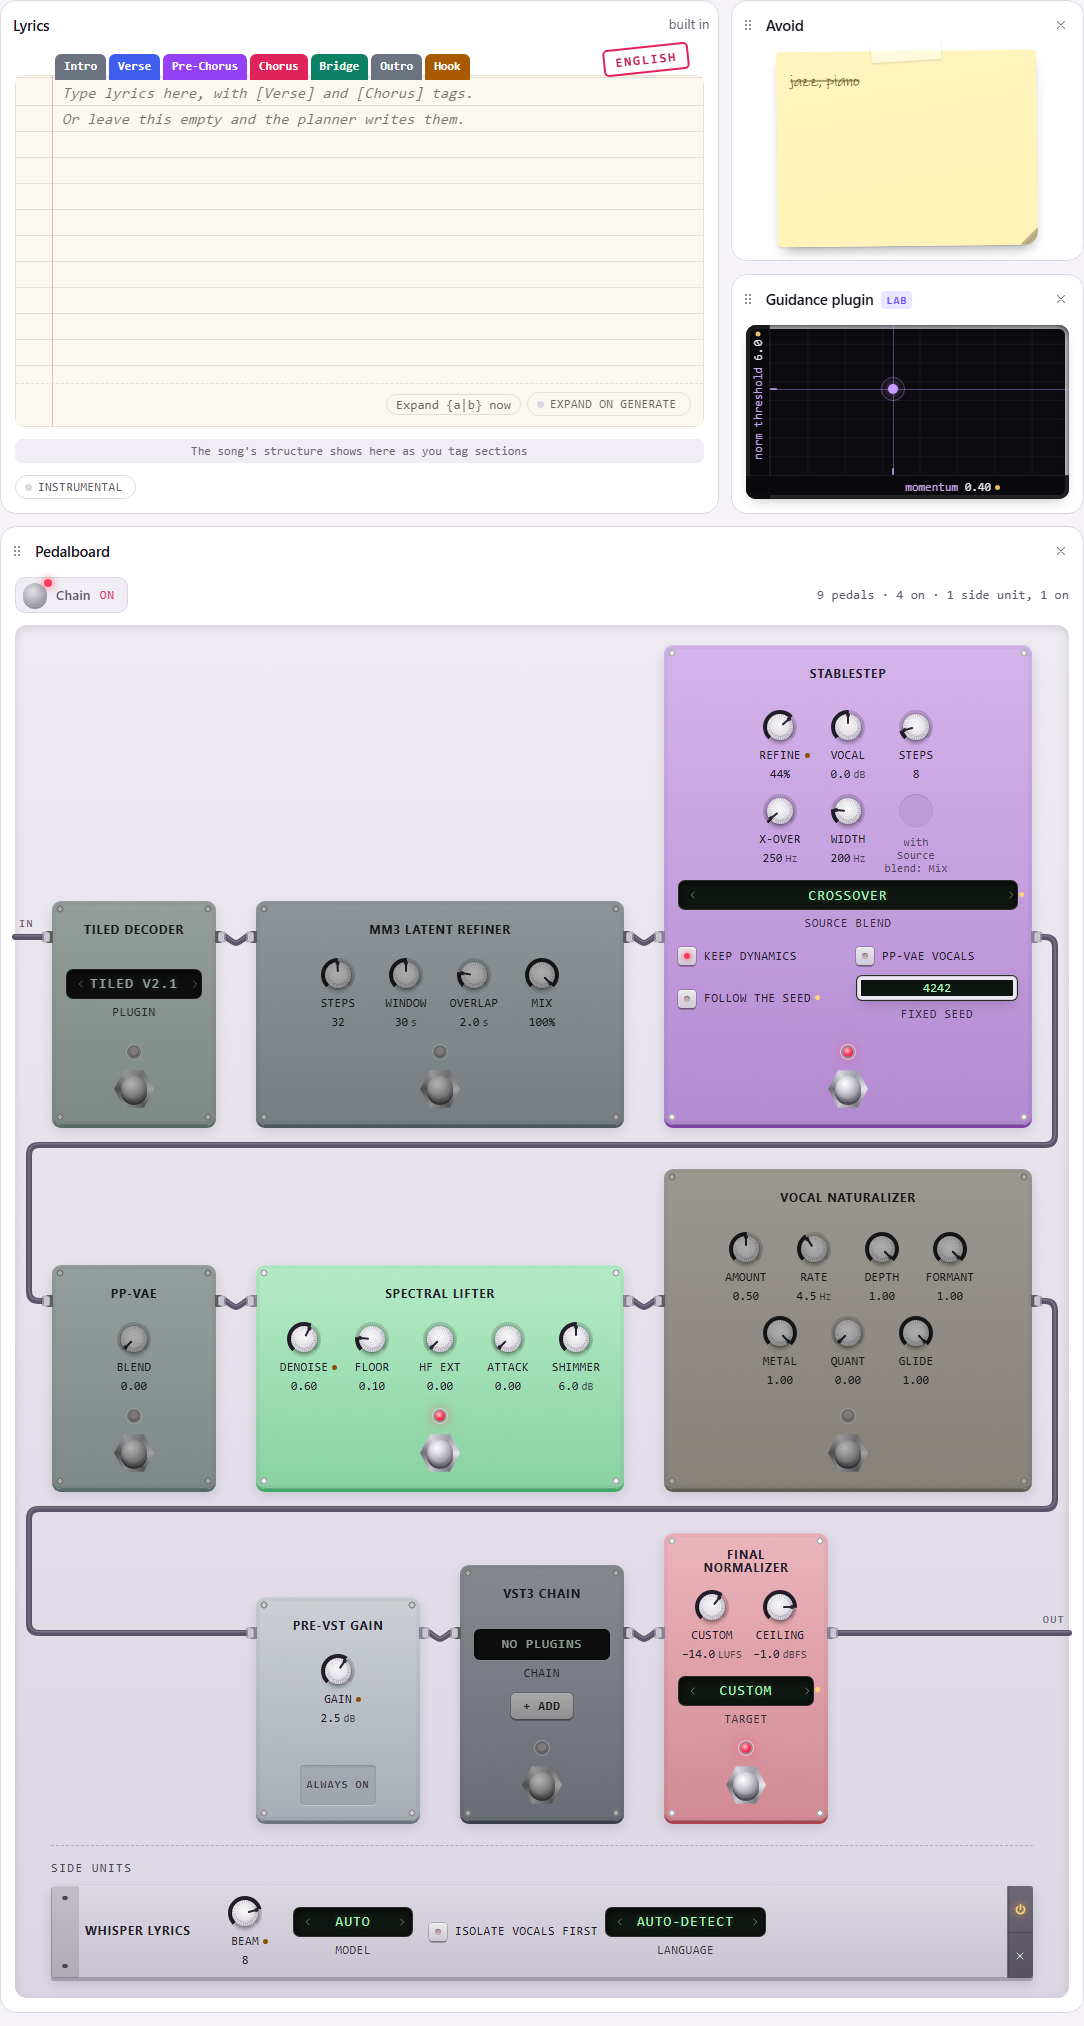 Lyrics
built in
Intro
Verse
Pre-Chorus
Chorus
Bridge
Outro
Hook
ENGLISH
Type lyrics here, with [Verse] and [Chorus] tags.
Or leave this empty and the planner writes them.
Expand {a|b} now
EXPAND ON GENERATE
The song's structure shows here as you tag sections
INSTRUMENTAL
Avoid
jazz, piano
Guidance plugin LAB
norm threshold 6.0
momentum 0.40
Pedalboard
Chain ON
9 pedals · 4 on · 1 side unit, 1 on
IN
TILED DECODER
TILED V2.1
PLUGIN
MM3 LATENT REFINER
STEPS
32
WINDOW
30 s
OVERLAP
2.0 s
MIX
100%
STABLESTEP
REFINE
44%
VOCAL
0.0 dB
STEPS
8
X-OVER
250 Hz
WIDTH
200 Hz
with
Source
blend: Mix
CROSSOVER
SOURCE BLEND
KEEP DYNAMICS
PP-VAE VOCALS
FOLLOW THE SEED
4242
FIXED SEED
PP-VAE
BLEND
0.00
SPECTRAL LIFTER
DENOISE
0.60
FLOOR
0.10
HF EXT
0.00
ATTACK
0.00
SHIMMER
6.0 dB
VOCAL NATURALIZER
AMOUNT
0.50
RATE
4.5 Hz
DEPTH
1.00
FORMANT
1.00
METAL
1.00
QUANT
0.00
GLIDE
1.00
PRE-VST GAIN
GAIN
2.5 dB
ALWAYS ON
VST3 CHAIN
NO PLUGINS
CHAIN
+ ADD
FINAL
NORMALIZER
CUSTOM
-14.0 LUFS
CEILING
-1.0 dBFS
CUSTOM
TARGET
OUT
SIDE UNITS
WHISPER LYRICS
BEAM
8
AUTO
MODEL
ISOLATE VOCALS FIRST
AUTO-DETECT
LANGUAGE